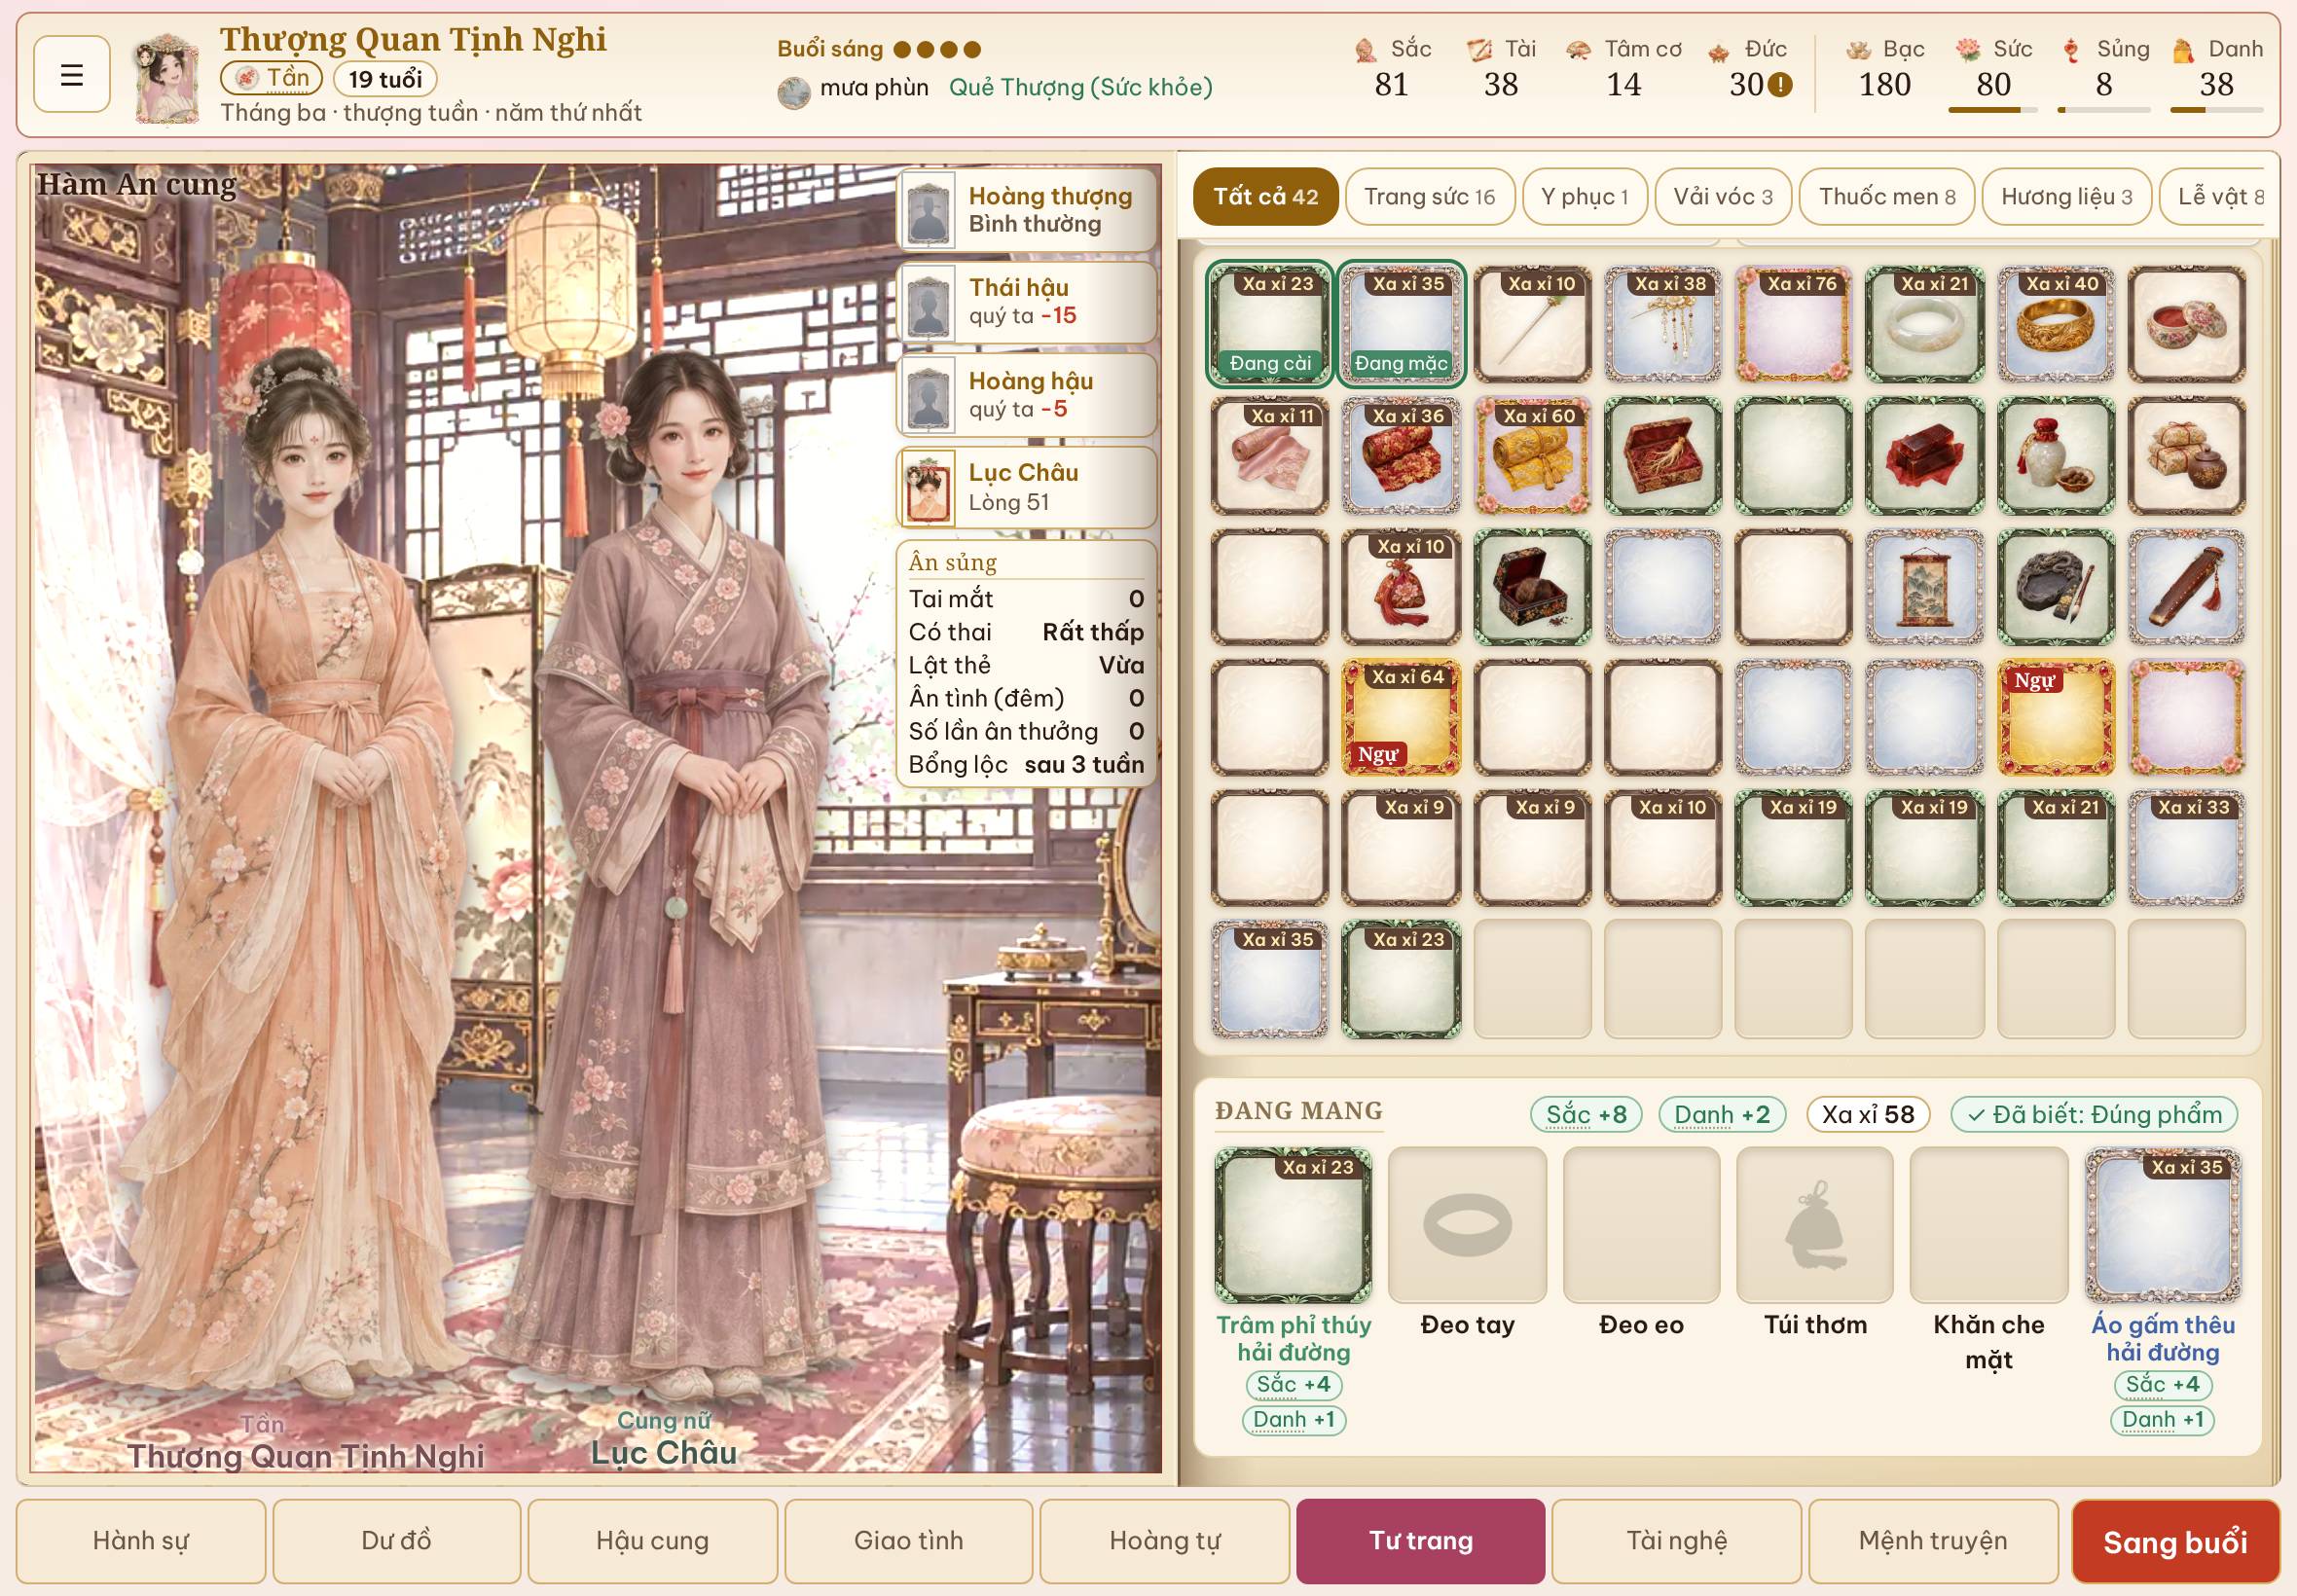 Thượng Quan Tịnh Nghi
Tần
19 tuổi
Tháng ba · thượng tuần · năm thứ nhất
Buổi sáng
mưa phùn Quẻ Thượng (Sức khỏe)
Sắc 81
Tài 38
Tâm cơ 14
Đức 30 !
Bạc 180
Sức 80
Sủng 8
Danh 38
Hàm An cung
Hoàng thượng
Bình thường
Thái hậu
quý ta -15
Hoàng hậu
quý ta -5
Lục Châu
Lòng 51
Ân sủng
Tai mắt 0
Có thai Rất thấp
Lật thẻ Vừa
Ân tình (đêm) 0
Số lần ân thưởng 0
Bổng lộc sau 3 tuần
Tần
Thượng Quan Tịnh Nghi
Cung nữ
Lục Châu
Tất cả 42
Trang sức 16
Y phục 1
Vải vóc 3
Thuốc men 8
Hương liệu 3
Lễ vật 8
Xa xỉ 23
Đang cài
Xa xỉ 35
Đang mặc
Xa xỉ 10
Xa xỉ 38
Xa xỉ 76
Xa xỉ 21
Xa xỉ 40
Xa xỉ 11
Xa xỉ 36
Xa xỉ 60
Xa xỉ 10
Xa xỉ 64
Ngự
Ngự
Xa xỉ 9
Xa xỉ 9
Xa xỉ 10
Xa xỉ 19
Xa xỉ 19
Xa xỉ 21
Xa xỉ 33
Xa xỉ 35
Xa xỉ 23
ĐANG MANG
Sắc +8
Danh +2
Xa xỉ 58
✓ Đã biết: Đúng phẩm
Xa xỉ 23
Trâm phỉ thúy
hải đường
Sắc +4
Danh +1
Đeo tay
Đeo eo
Túi thơm
Khăn che
mặt
Xa xỉ 35
Áo gấm thêu
hải đường
Sắc +4
Danh +1
Hành sự
Dư đồ
Hậu cung
Giao tình
Hoàng tự
Tư trang
Tài nghệ
Mệnh truyện
Sang buổi